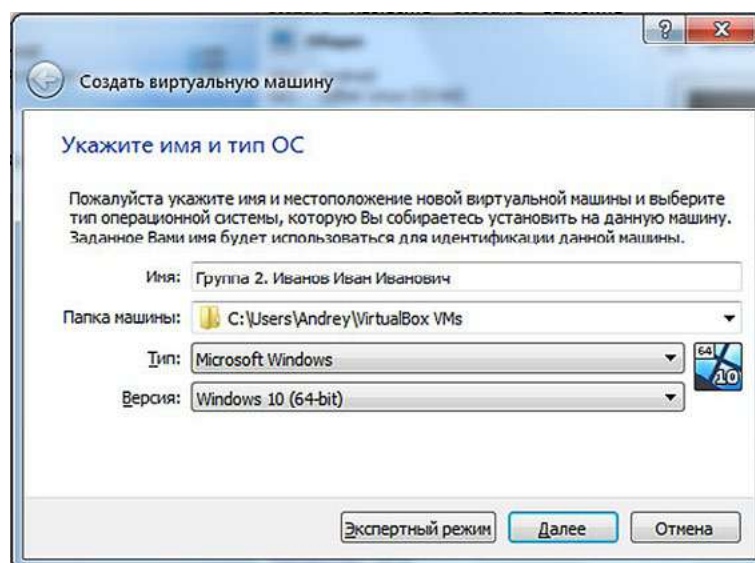 Создать виртуальную машину
Укажите имя и тип ОС
Пожалуйста укажите имя и местоположение новой виртуальной машины и выберите
тип операционной системы, которую Вы собираетесь установить на данную машину.
Заданное Вами имя будет использоваться для идентификации данной машины.
Имя: Группа 2. Иванов Иван Иванович
Папка машины: C:\Users\Andrey\VirtualBox VMs
Тип: Microsoft Windows
64
10
Версия: Windows 10 (64-bit)
Экспертный режим Далее Отмена